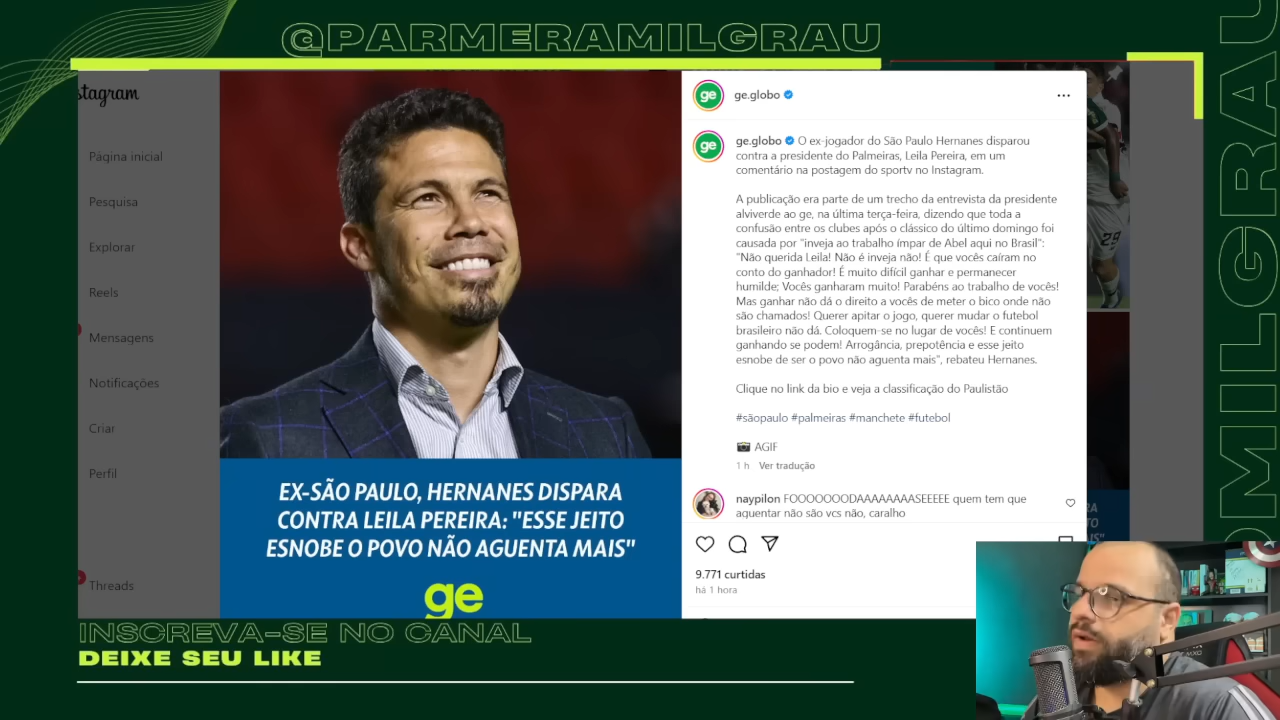 @PARMERAMILGRAU
stagram
Página inicial
Pesquisa
Explorar
Reels
Mensagens
Notificações
Criar
Perfil
Threads
EX-SÃO PAULO, HERNANES DISPARA
CONTRA LEILA PEREIRA: "ESSE JEITO
ESNOBE O POVO NÃO AGUENTA MAIS"
ge
ge
ge.globo
ge
ge.globo O ex-jogador do São Paulo Hernanes disparou
contra a presidente do Palmeiras, Leila Pereira, em um
comentário na postagem do sportv no Instagram.
A publicação era parte de um trecho da entrevista da presidente
alviverde ao ge, na última terça-feira, dizendo que toda a
confusão entre os clubes após o clássico do último domingo foi
causada por "inveja ao trabalho ímpar de Abel aqui no Brasil":
"Não querida Leila! Não é inveja não! É que vocês caíram no
conto do ganhador! É muito difícil ganhar e permanecer
humilde; Vocês ganharam muito! Parabéns ao trabalho de vocês!
Mas ganhar não dá o direito a vocês de meter o bico onde não
são chamados! Querer apitar o jogo, querer mudar o futebol
brasileiro não dá. Coloquem-se no lugar de vocês! E continuem
ganhando se podem! Arrogância, prepotência e esse jeito
esnobe de ser o povo não aguenta mais", rebateu Hernanes.
Clique no link da bio e veja a classificação do Paulistão
#sãopaulo #palmeiras #manchete #futebol
AGIF
1 h Ver tradução
naypilon FOOOOOOODAAAAAAAASEEEEE quem tem que
aguentar não são vcs não, caralho
9.771 curtidas
há 1 hora
29
INSCREVA-SE NO CANAL
DEIXE SEU LIKE